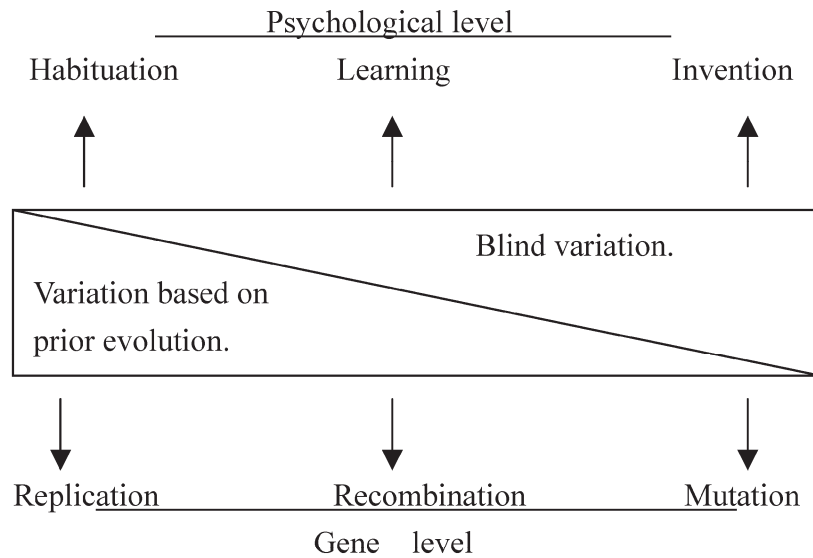 Psychological level
Habituation Learning Invention
Blind variation.
Variation based on
prior evolution.
Replication Recombination Mutation
Gene level